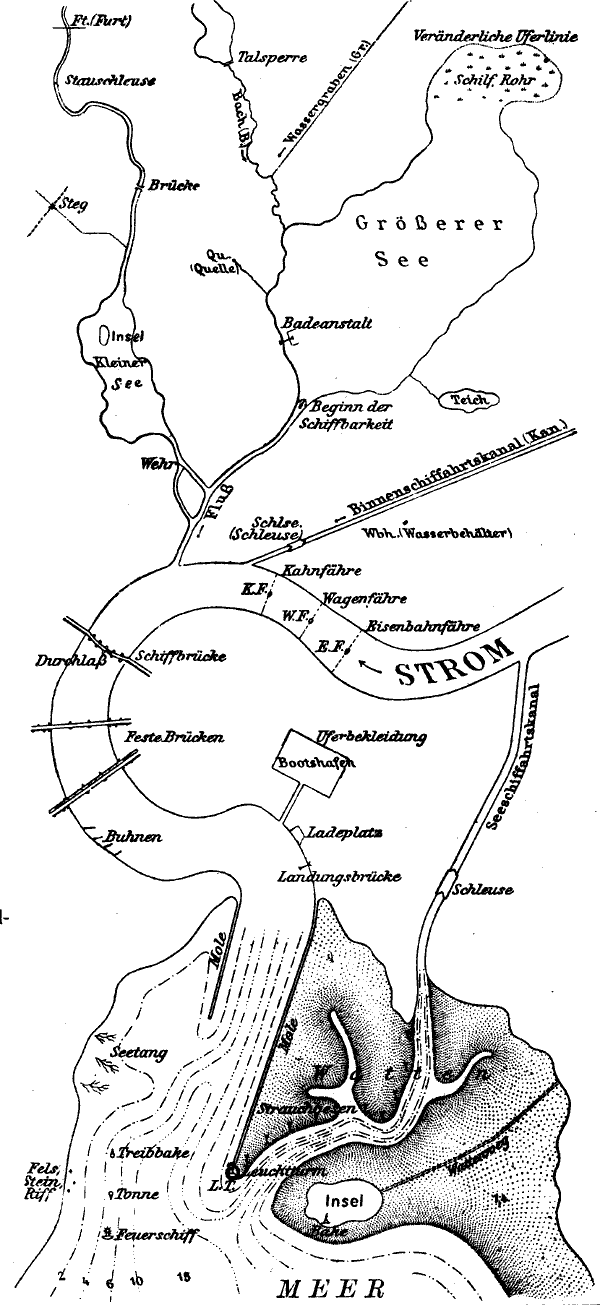 Ft.(Furt)
Veränderliche Uferlinie
Talsperre
Stauschleuse
Schilf, Rohr
← Wassergraben (Gr.)
Bach(B.)
Brücke
Steg
Größerer
See
Qu.
(Quelle)
Badeanstalt
Insel
Kleiner
See
Teich
Beginn der
Schiffbarkeit
Wehr
← Binnenschiffahrtskanal (Kan.)
← Fluß
Schlse.
(Schleuse)
Wbh. (Wasserbehälter)
Kahnfähre
K.F.
Wagenfähre
W.F.
Eisenbahnfähre
E.F.
← STROM
Durchlaß
Schiffbrücke
Seeschiffahrtskanal
Feste Brücken
Uferbekleidung
Bootshafen
Buhnen
Ladeplatz
Landungsbrücke
Schleuse
l-
Mole
Mole
Seetang
Watten
Strauchbesen
Treibbake
Wattenweg
Fels,
Stein,
Riff
Leuchtturm
L.T.
Tonne
Insel
Bake
Feuerschiff
2 4 6 10 18
MEER